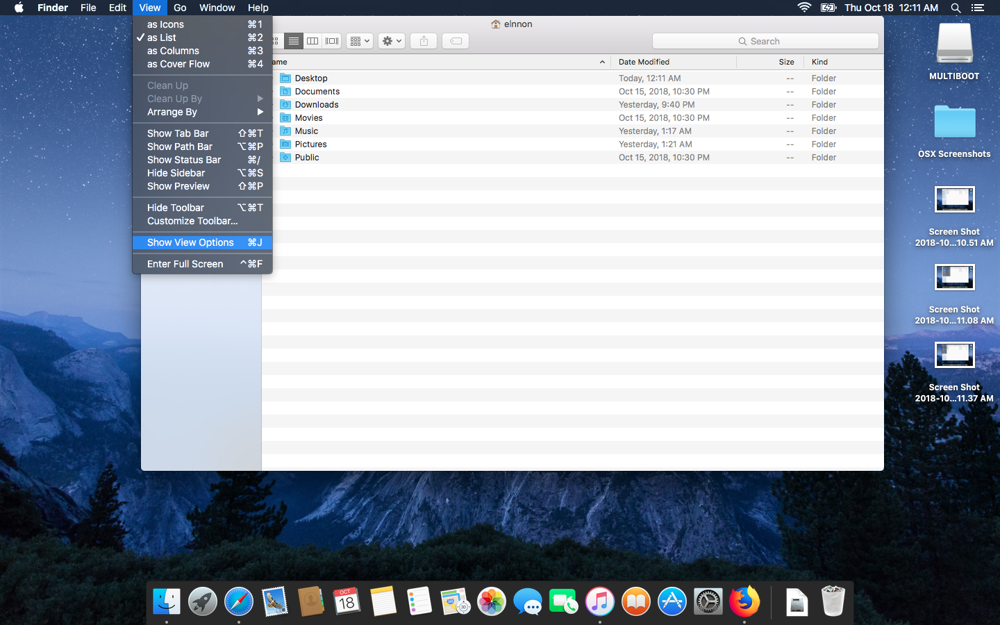 Finder File Edit View Go Window Help Thu Oct 18 12:11 AM
as Icons ⌘1
✓ as List ⌘2
as Columns ⌘3
as Cover Flow ⌘4
Clean Up
Clean Up By ▶
Arrange By ▶
Show Tab Bar ⇧⌘T
Show Path Bar ⌥⌘P
Show Status Bar ⌘/
Hide Sidebar ⌥⌘S
Show Preview ⇧⌘P
Hide Toolbar ⌥⌘T
Customize Toolbar...
Show View Options ⌘J
Enter Full Screen ^⌘F
elnnon
Search
ame Date Modified Size Kind
Desktop Today, 12:11 AM -- Folder
Documents Oct 15, 2018, 10:30 PM -- Folder
Downloads Yesterday, 9:40 PM -- Folder
Movies Oct 15, 2018, 10:30 PM -- Folder
Music Yesterday, 1:17 AM -- Folder
Pictures Yesterday, 1:21 AM -- Folder
Public Oct 15, 2018, 10:30 PM -- Folder
MULTIBOOT
OSX Screenshots
Screen Shot
2018-10...10.51 AM
Screen Shot
2018-10...11.08 AM
Screen Shot
2018-10...11.37 AM
OCT
18
3D